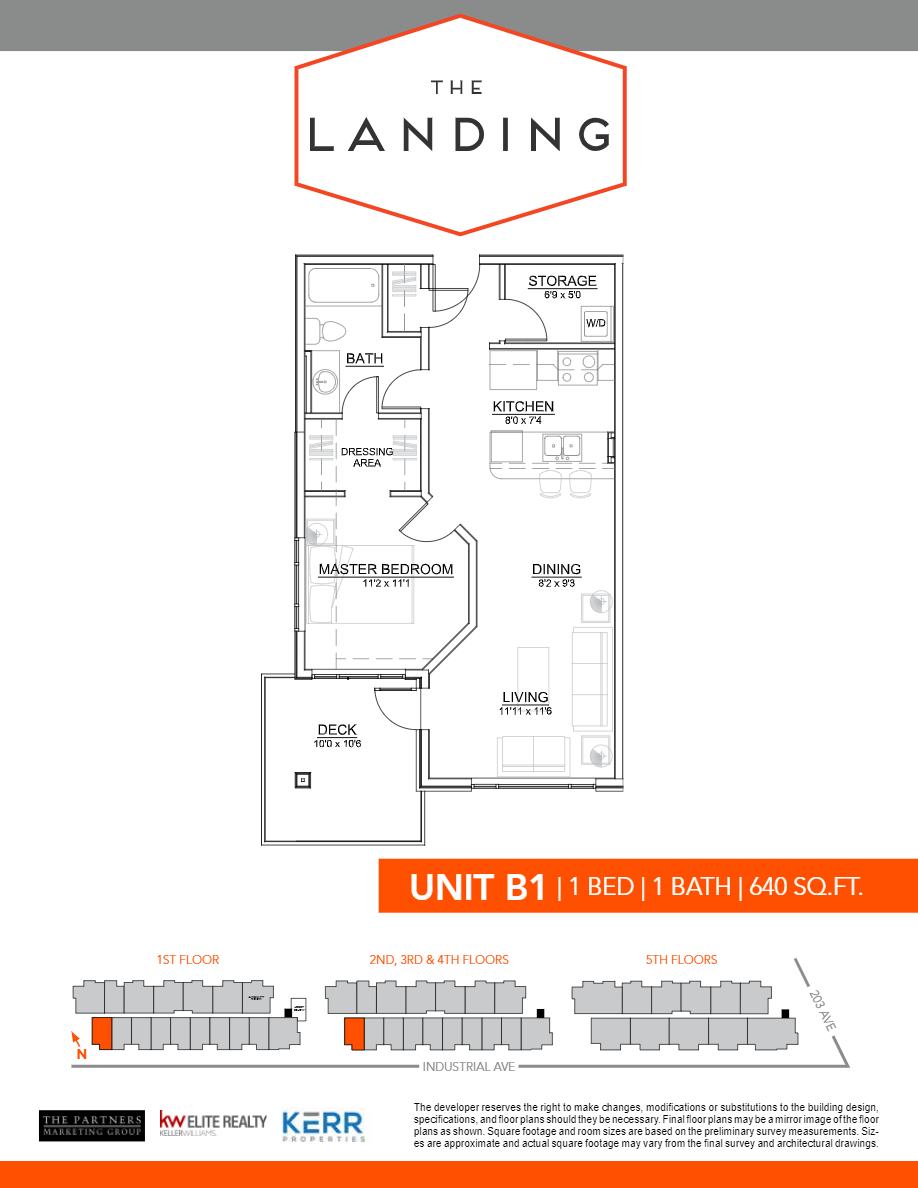 THE
LANDING
STORAGE
6'9 x 5'0
W/D
BATH
KITCHEN
8'0 x 7'4
DRESSING
AREA
MASTER BEDROOM
11'2 x 11'1
DINING
8'2 x 9'3
LIVING
11'11 x 11'6
DECK
10'0 x 10'6
UNIT B1 | 1 BED | 1 BATH | 640 SQ.FT.
1ST FLOOR
2ND, 3RD & 4TH FLOORS
5TH FLOORS
203 AVE
N
INDUSTRIAL AVE
THE PARTNERS
MARKETING GROUP
kw ELITE REALTY
KELLERWILLIAMS.
KERR
PROPERTIES
The developer reserves the right to make changes, modifications or substitutions to the building design,
specifications, and floor plans should they be necessary. Final floor plans may be a mirror image of the floor
plans as shown. Square footage and room sizes are based on the preliminary survey measurements. Siz-
es are approximate and actual square footage may vary from the final survey and architectural drawings.